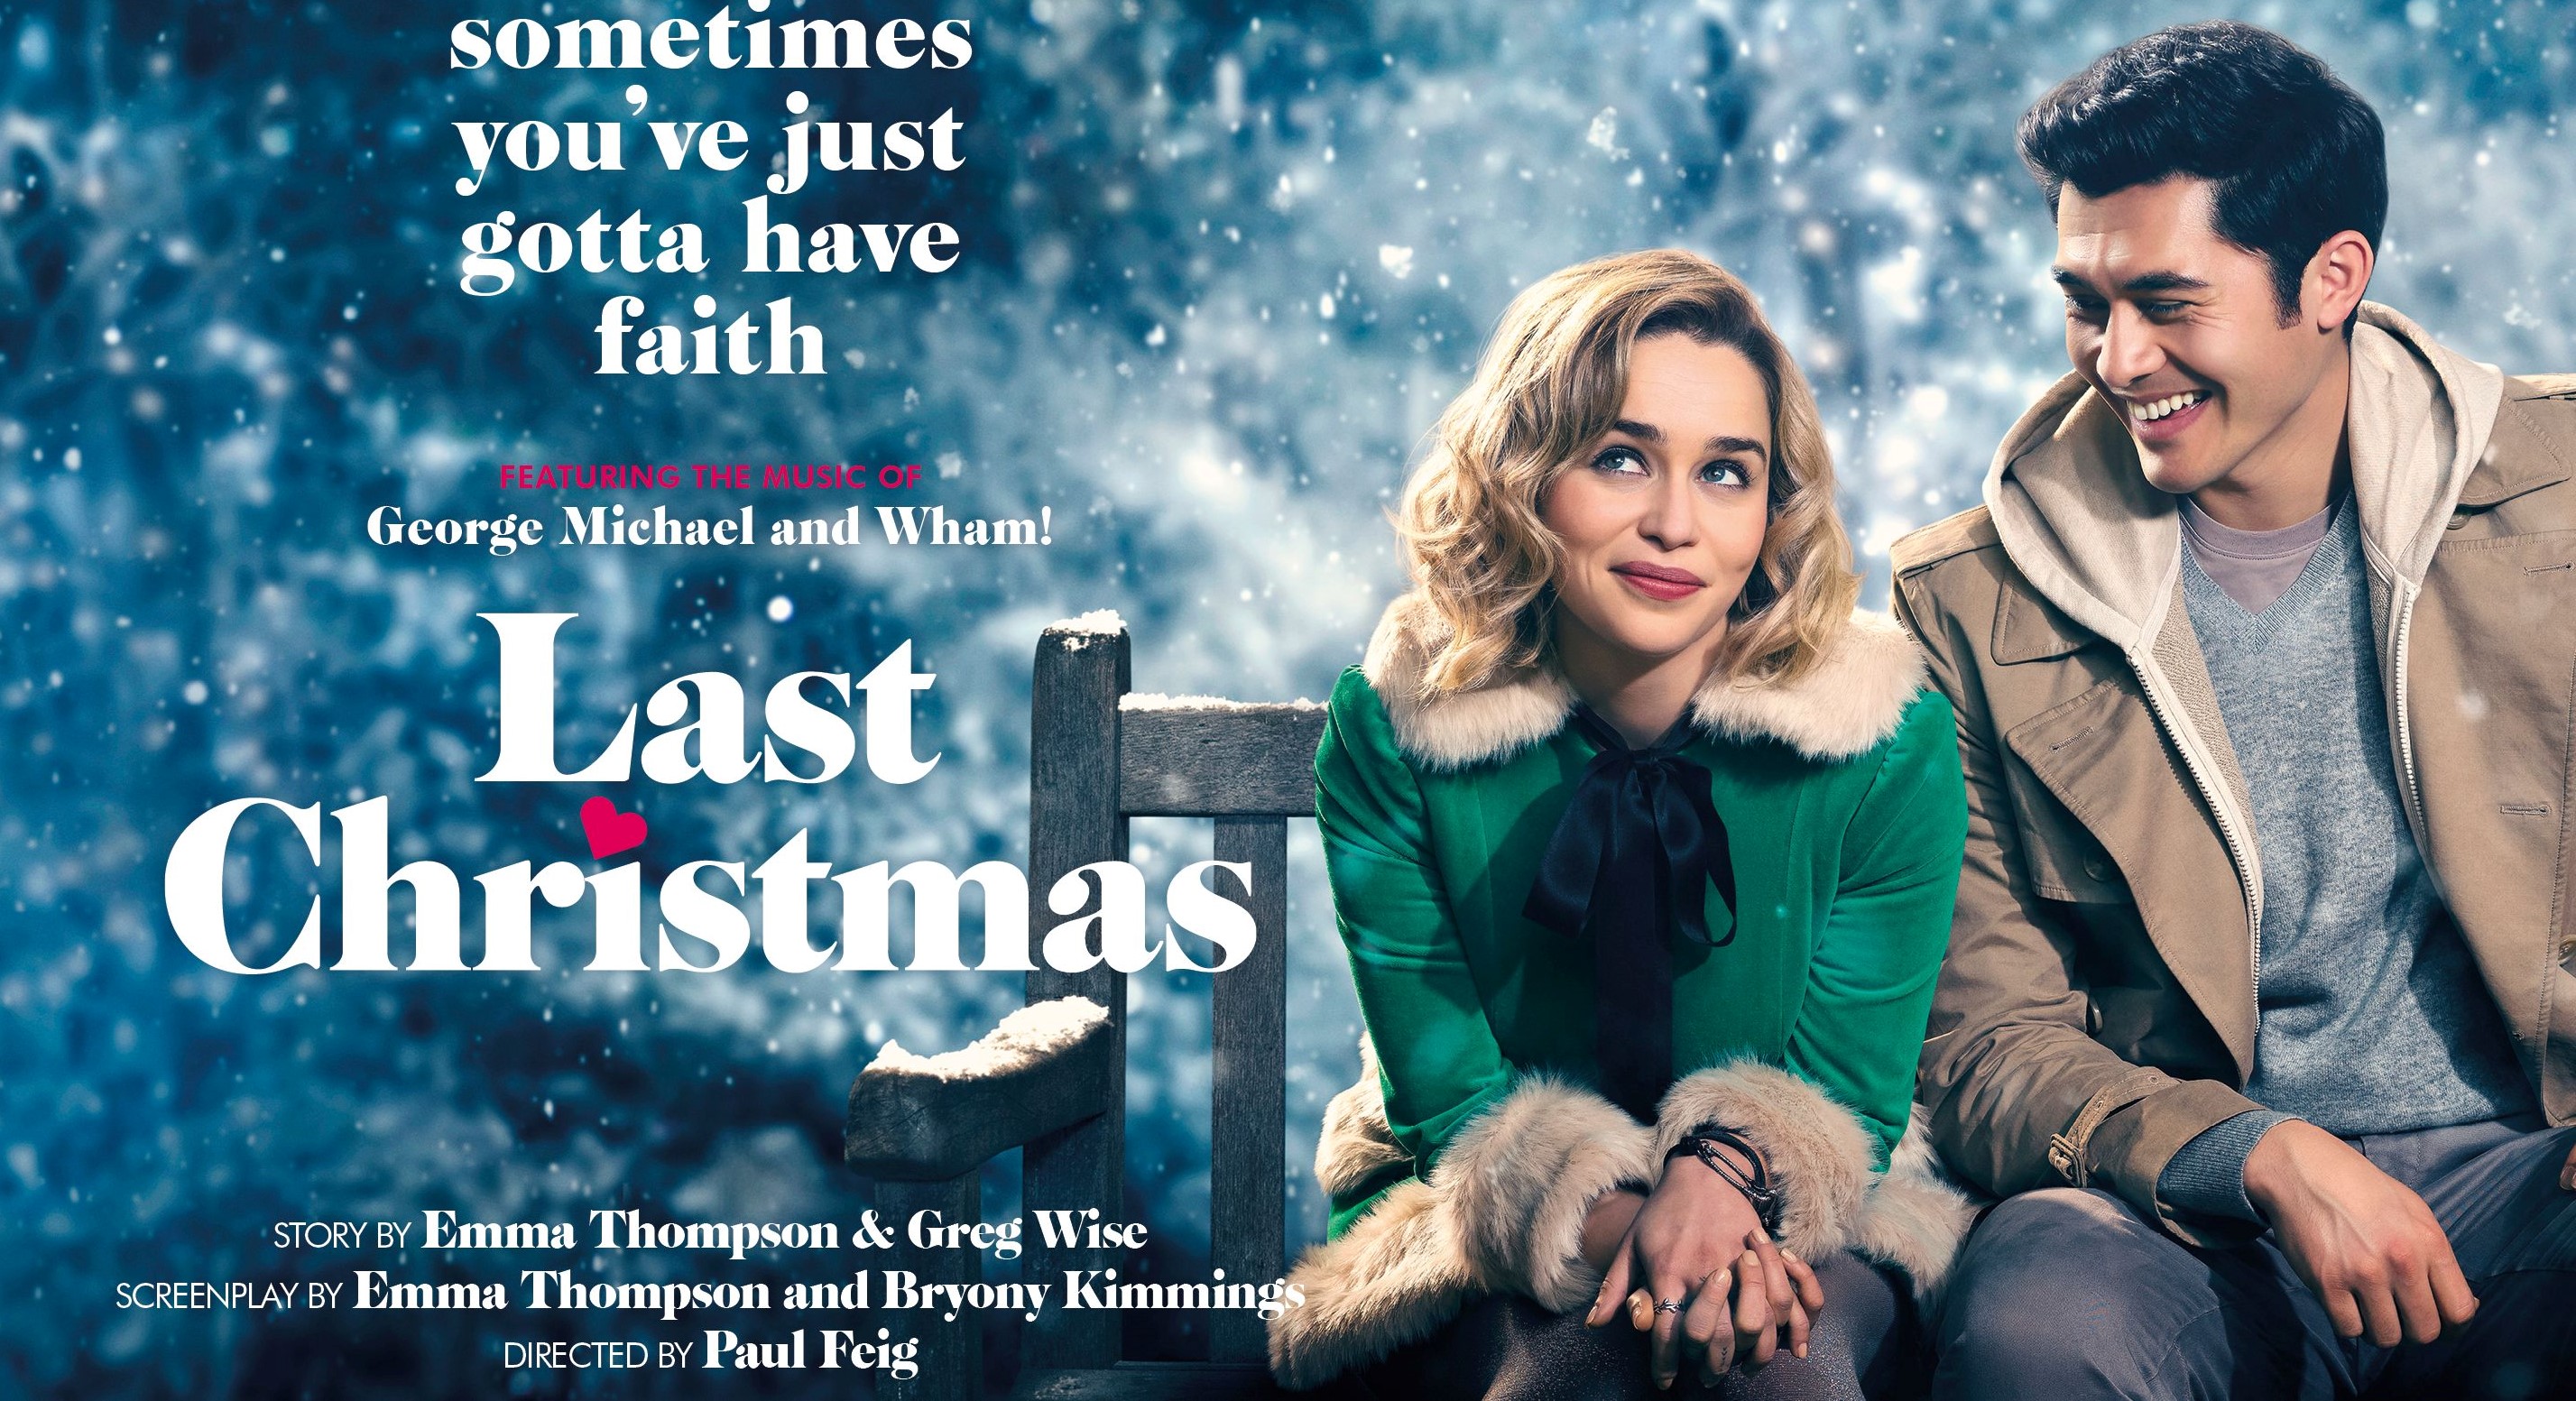 sometimes
you've just
gotta have
faith
FEATURING THE MUSIC OF
George Michael and Wham!
Last
Christmas
STORY BY Emma Thompson & Greg Wise
SCREENPLAY BY Emma Thompson and Bryony Kimmings
DIRECTED BY Paul Feig